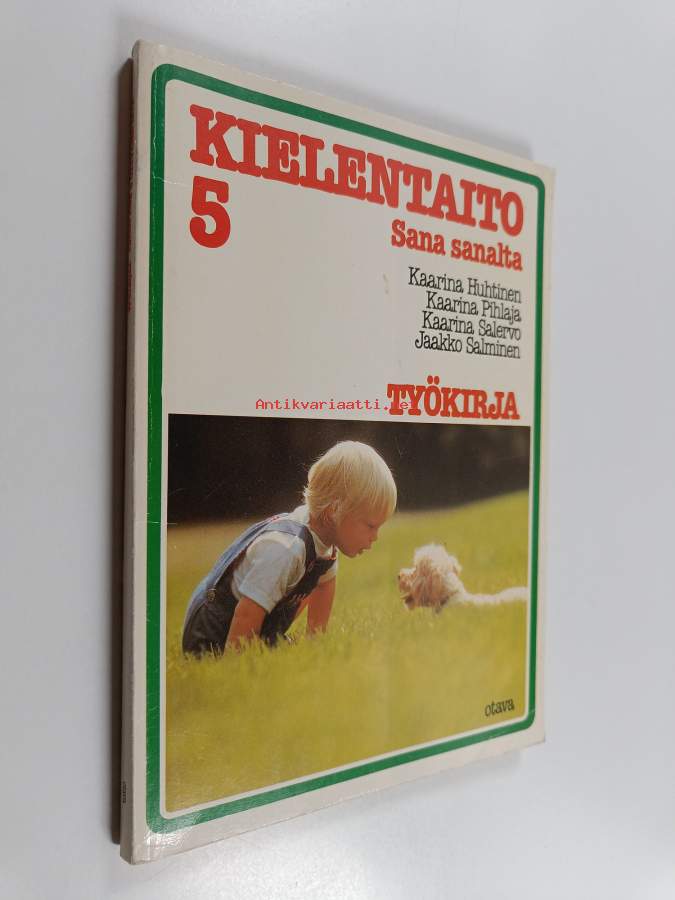 KIELENTAITO
5
Sana sanalta
Kaarina Huhtinen
Kaarina Pihlaja
Kaarina Salervo
Jaakko Salminen
Antikvariaatti.net
TYÖKIRJA
otava